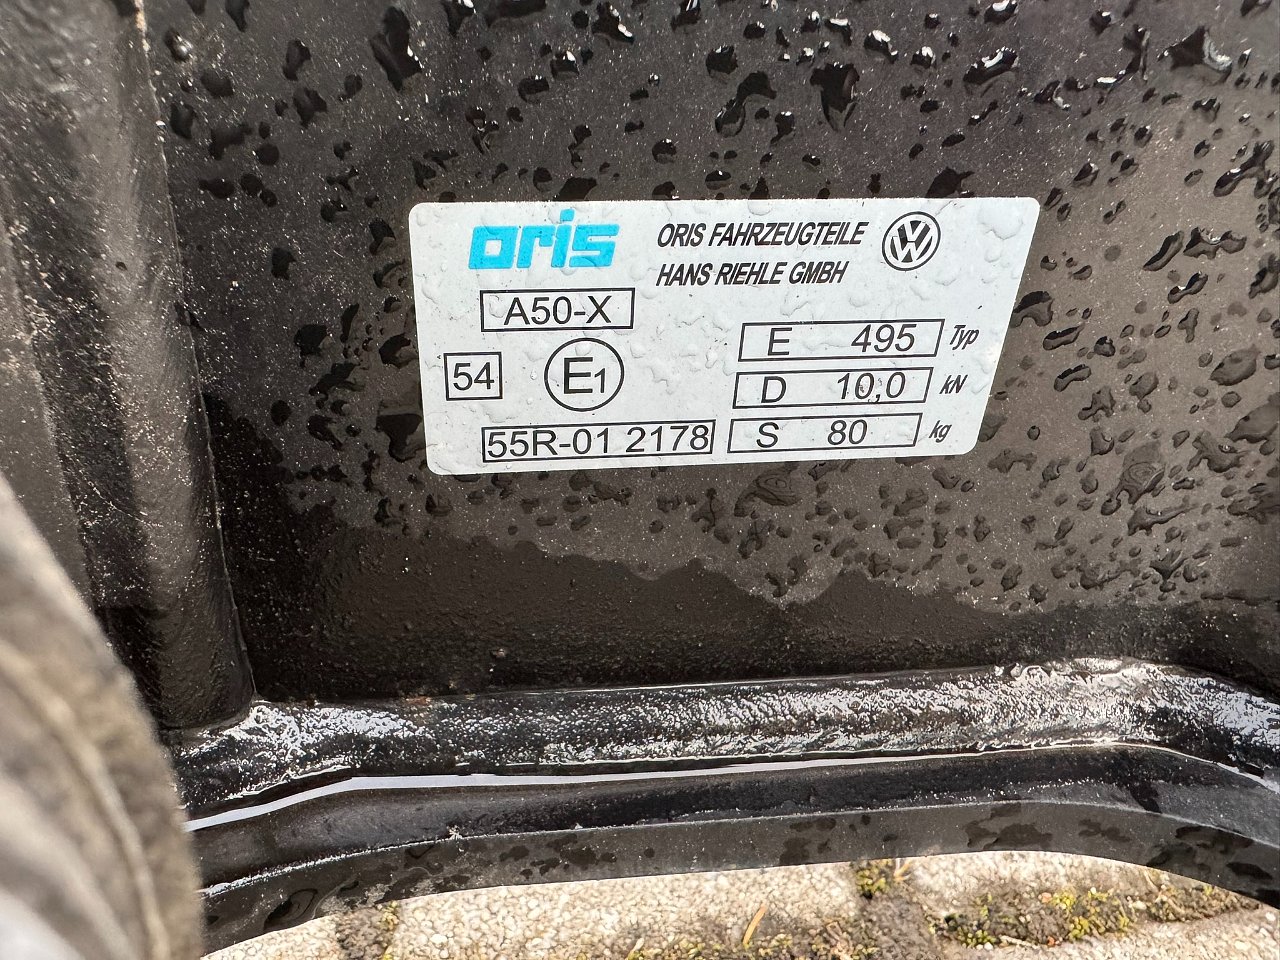 oris
ORIS FAHRZEUGTEILE
HANS RIEHLE GMBH
VW
A50-X
54
E1
55R-01 2178
E 495 Typ
D 10,0 kN
S 80 kg